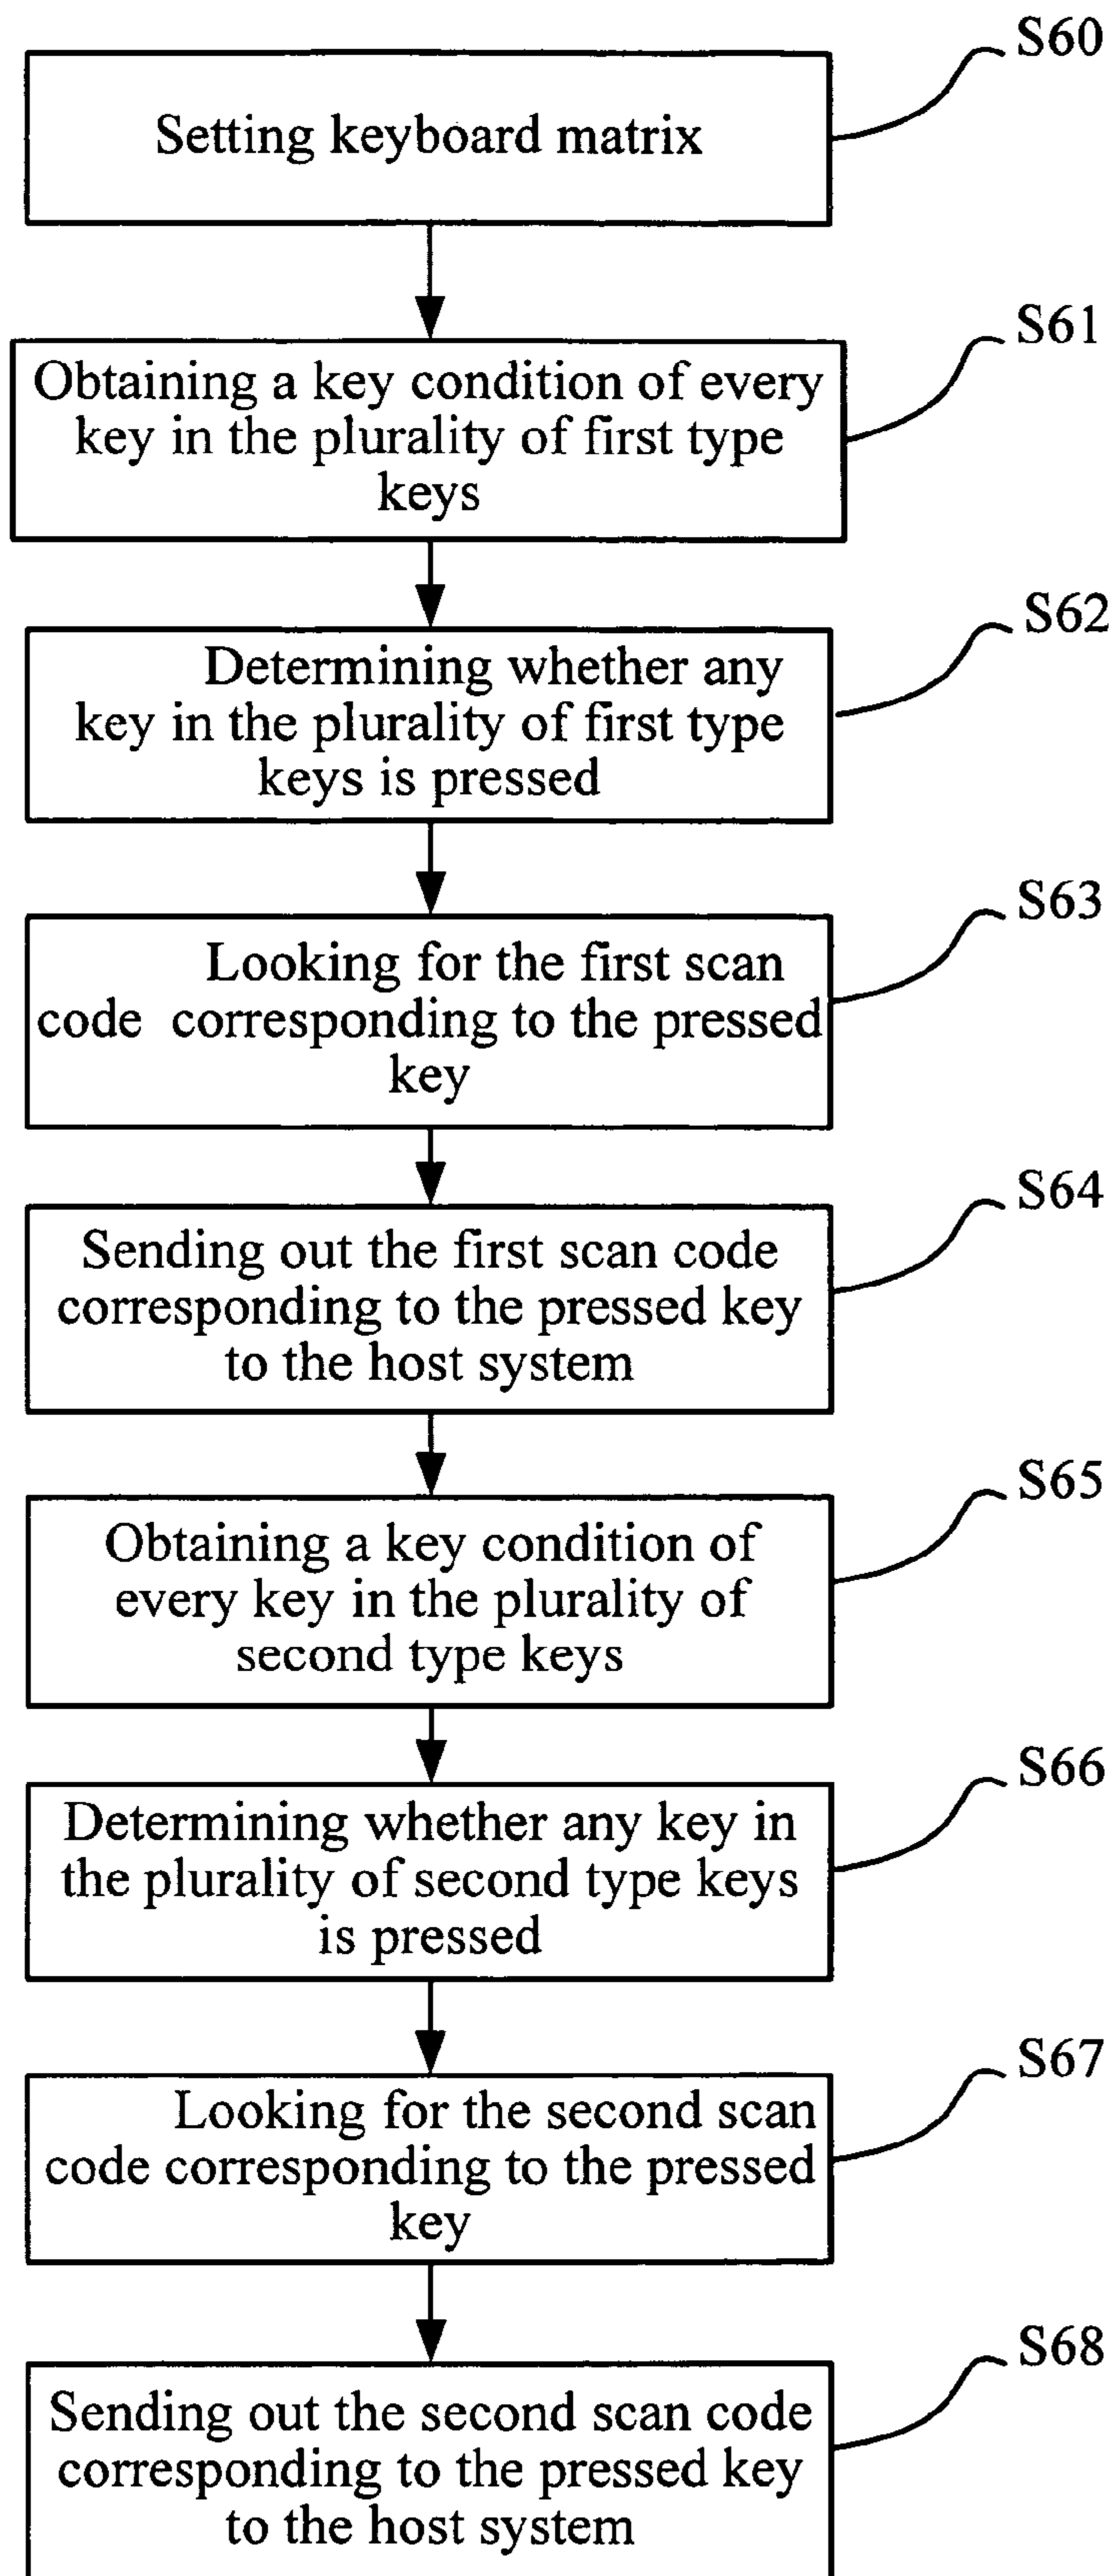 S60
Setting keyboard matrix
S61
Obtaining a key condition of every
key in the plurality of first type
keys
S62
Determining whether any
key in the plurality of first type
keys is pressed
S63
Looking for the first scan
code corresponding to the pressed
key
S64
Sending out the first scan code
corresponding to the pressed key
to the host system
S65
Obtaining a key condition of
every key in the plurality of
second type keys
S66
Determining whether any key in
the plurality of second type keys
is pressed
S67
Looking for the second scan
code corresponding to the pressed
key
S68
Sending out the second scan code
corresponding to the pressed key
to the host system